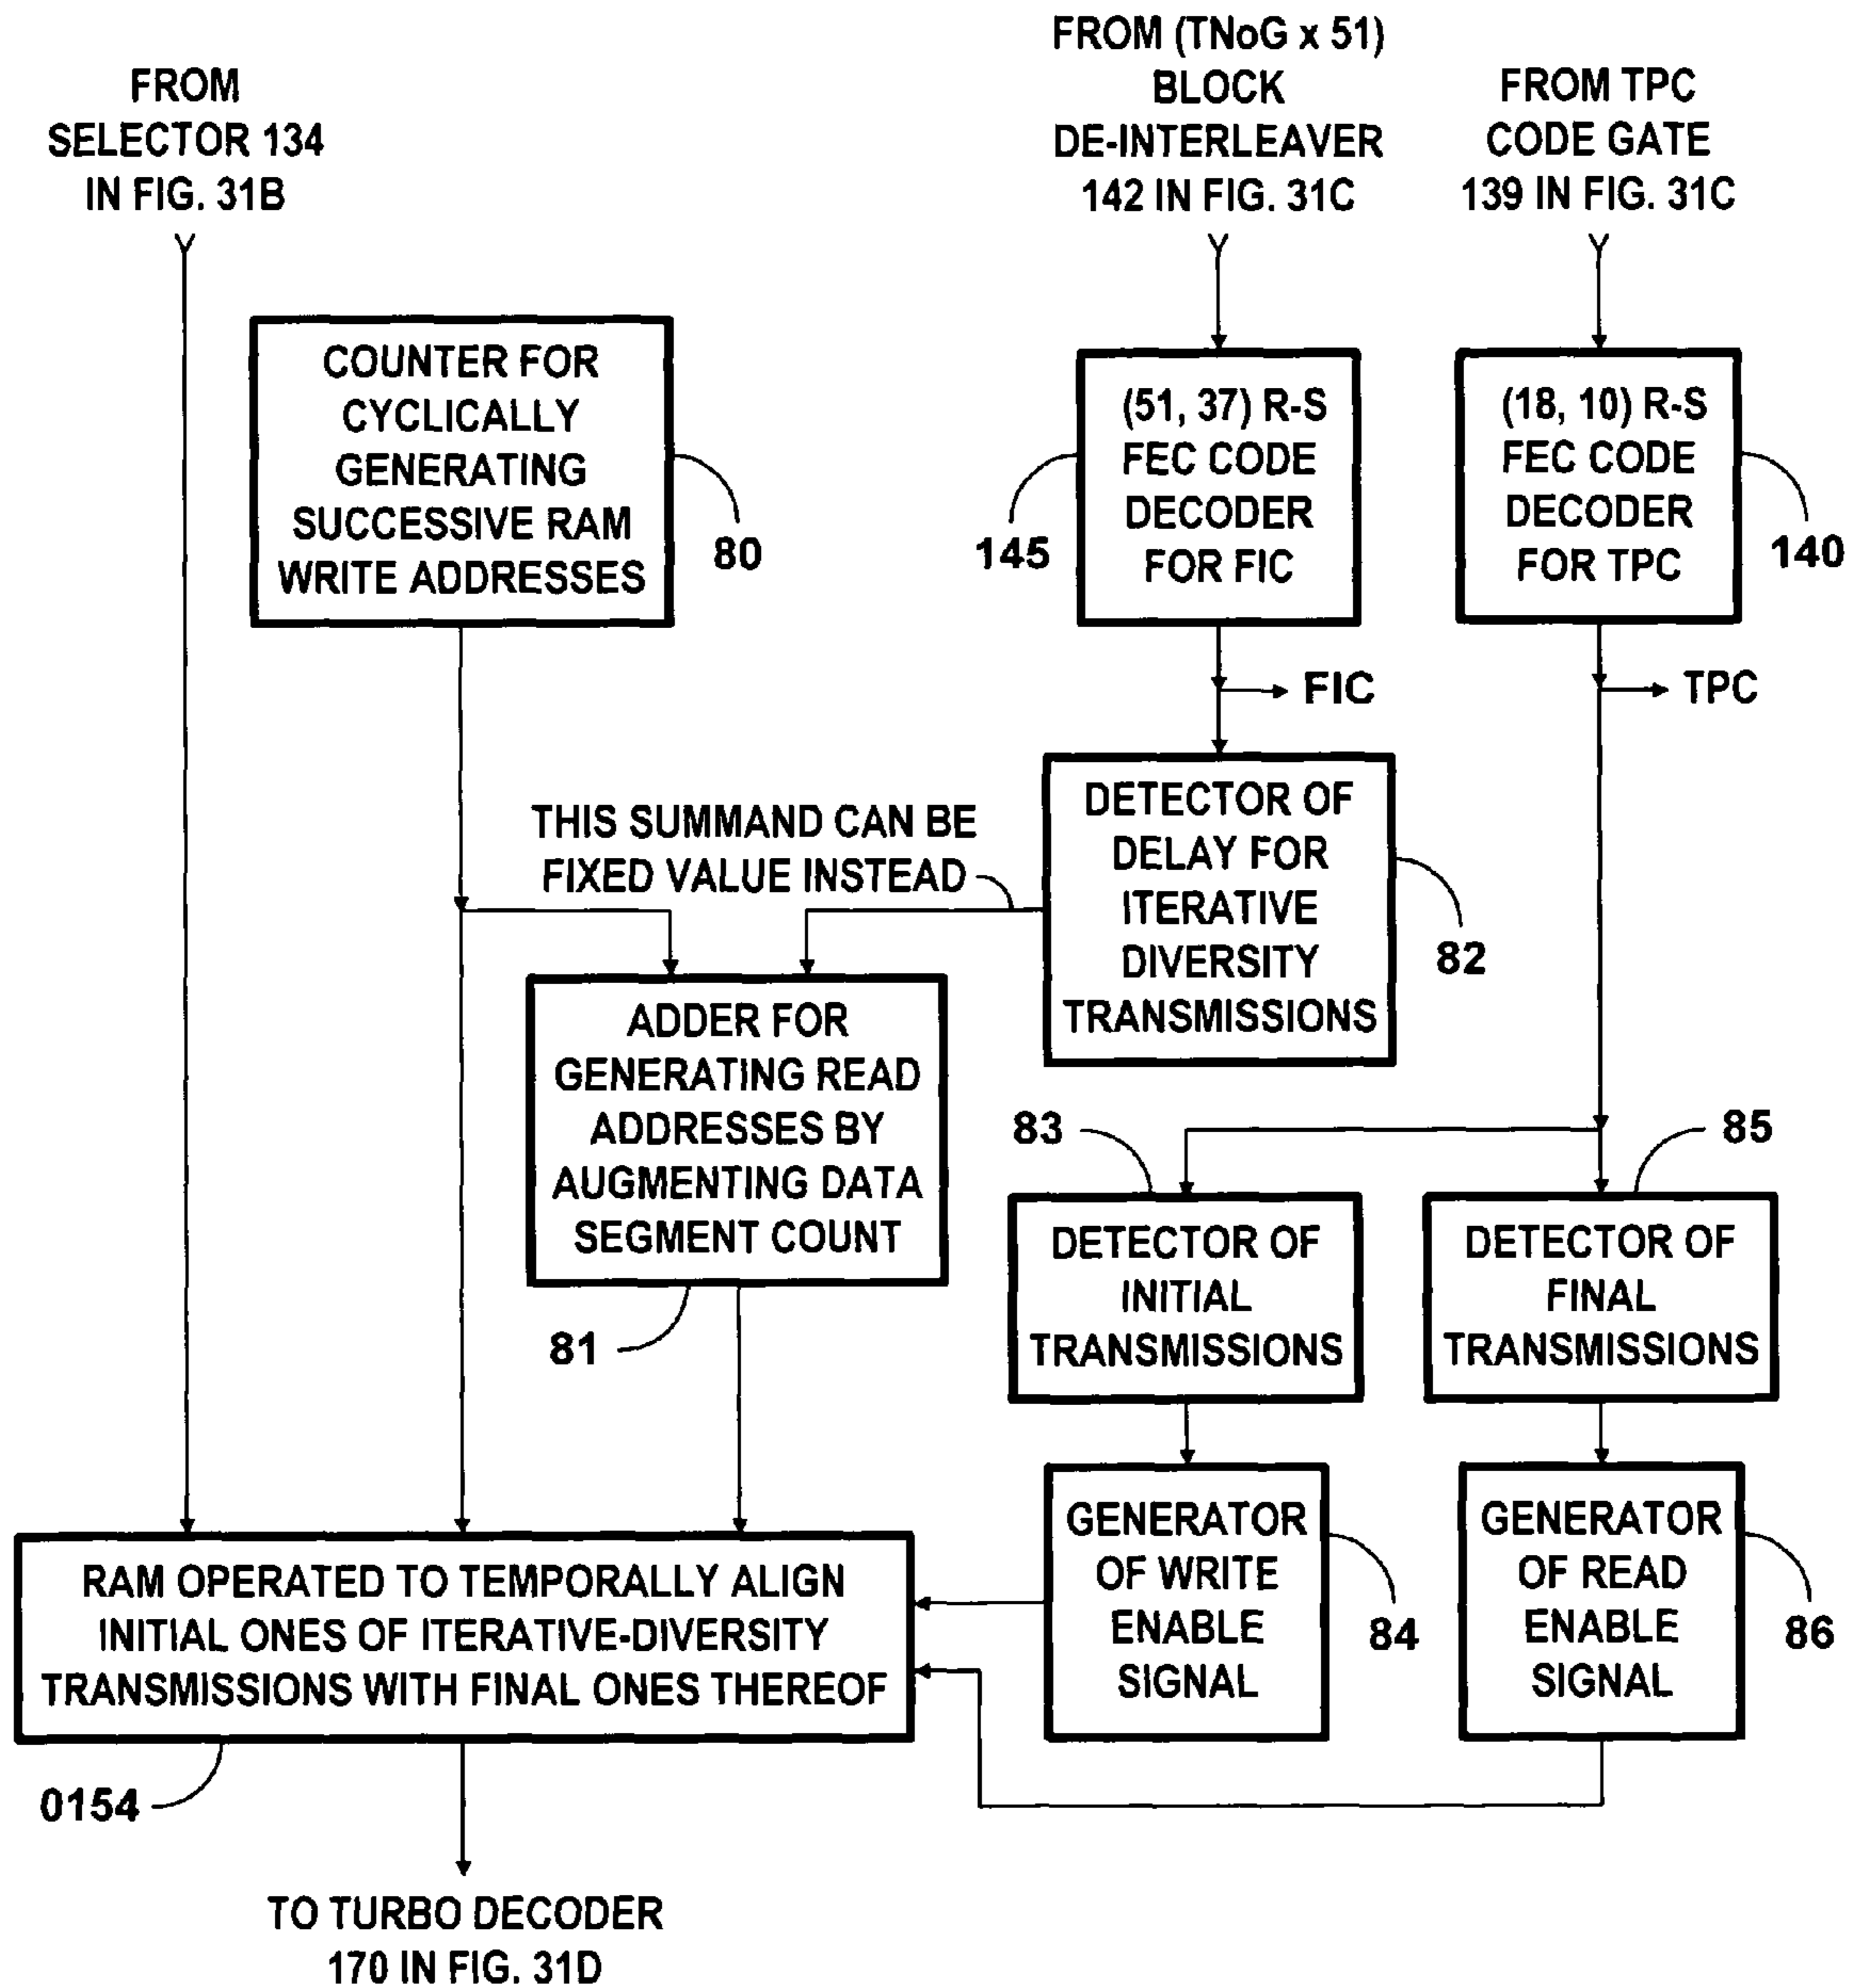 FROM
SELECTOR 134
IN FIG. 31B
FROM (TNoG x 51)
BLOCK
DE-INTERLEAVER
142 IN FIG. 31C
FROM TPC
CODE GATE
139 IN FIG. 31C
COUNTER FOR
CYCLICALLY
GENERATING
SUCCESSIVE RAM
WRITE ADDRESSES
80
(51, 37) R-S
FEC CODE
DECODER
FOR FIC
145
(18, 10) R-S
FEC CODE
DECODER
FOR TPC
140
FIC
TPC
THIS SUMMAND CAN BE
FIXED VALUE INSTEAD
DETECTOR OF
DELAY FOR
ITERATIVE
DIVERSITY
TRANSMISSIONS
82
ADDER FOR
GENERATING READ
ADDRESSES BY
AUGMENTING DATA
SEGMENT COUNT
81
83
85
DETECTOR OF
INITIAL
TRANSMISSIONS
DETECTOR OF
FINAL
TRANSMISSIONS
GENERATOR
OF WRITE
ENABLE
SIGNAL
84
GENERATOR
OF READ
ENABLE
SIGNAL
86
RAM OPERATED TO TEMPORALLY ALIGN
INITIAL ONES OF ITERATIVE-DIVERSITY
TRANSMISSIONS WITH FINAL ONES THEREOF
0154
TO TURBO DECODER
170 IN FIG. 31D